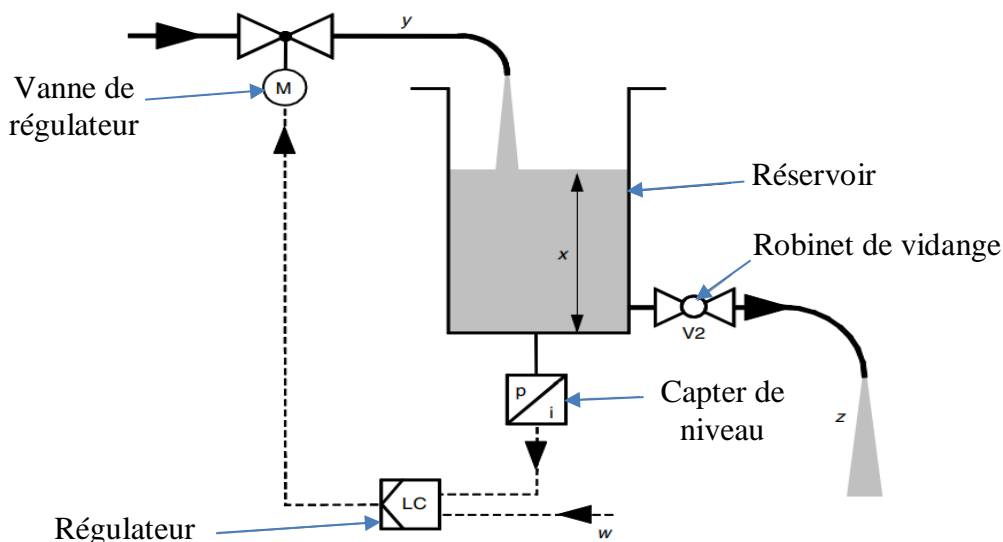 y
Vanne de
régulateur
M
Réservoir
x
Robinet de vidange
V2
p
i
Capter de
niveau
z
LC
Régulateur
w